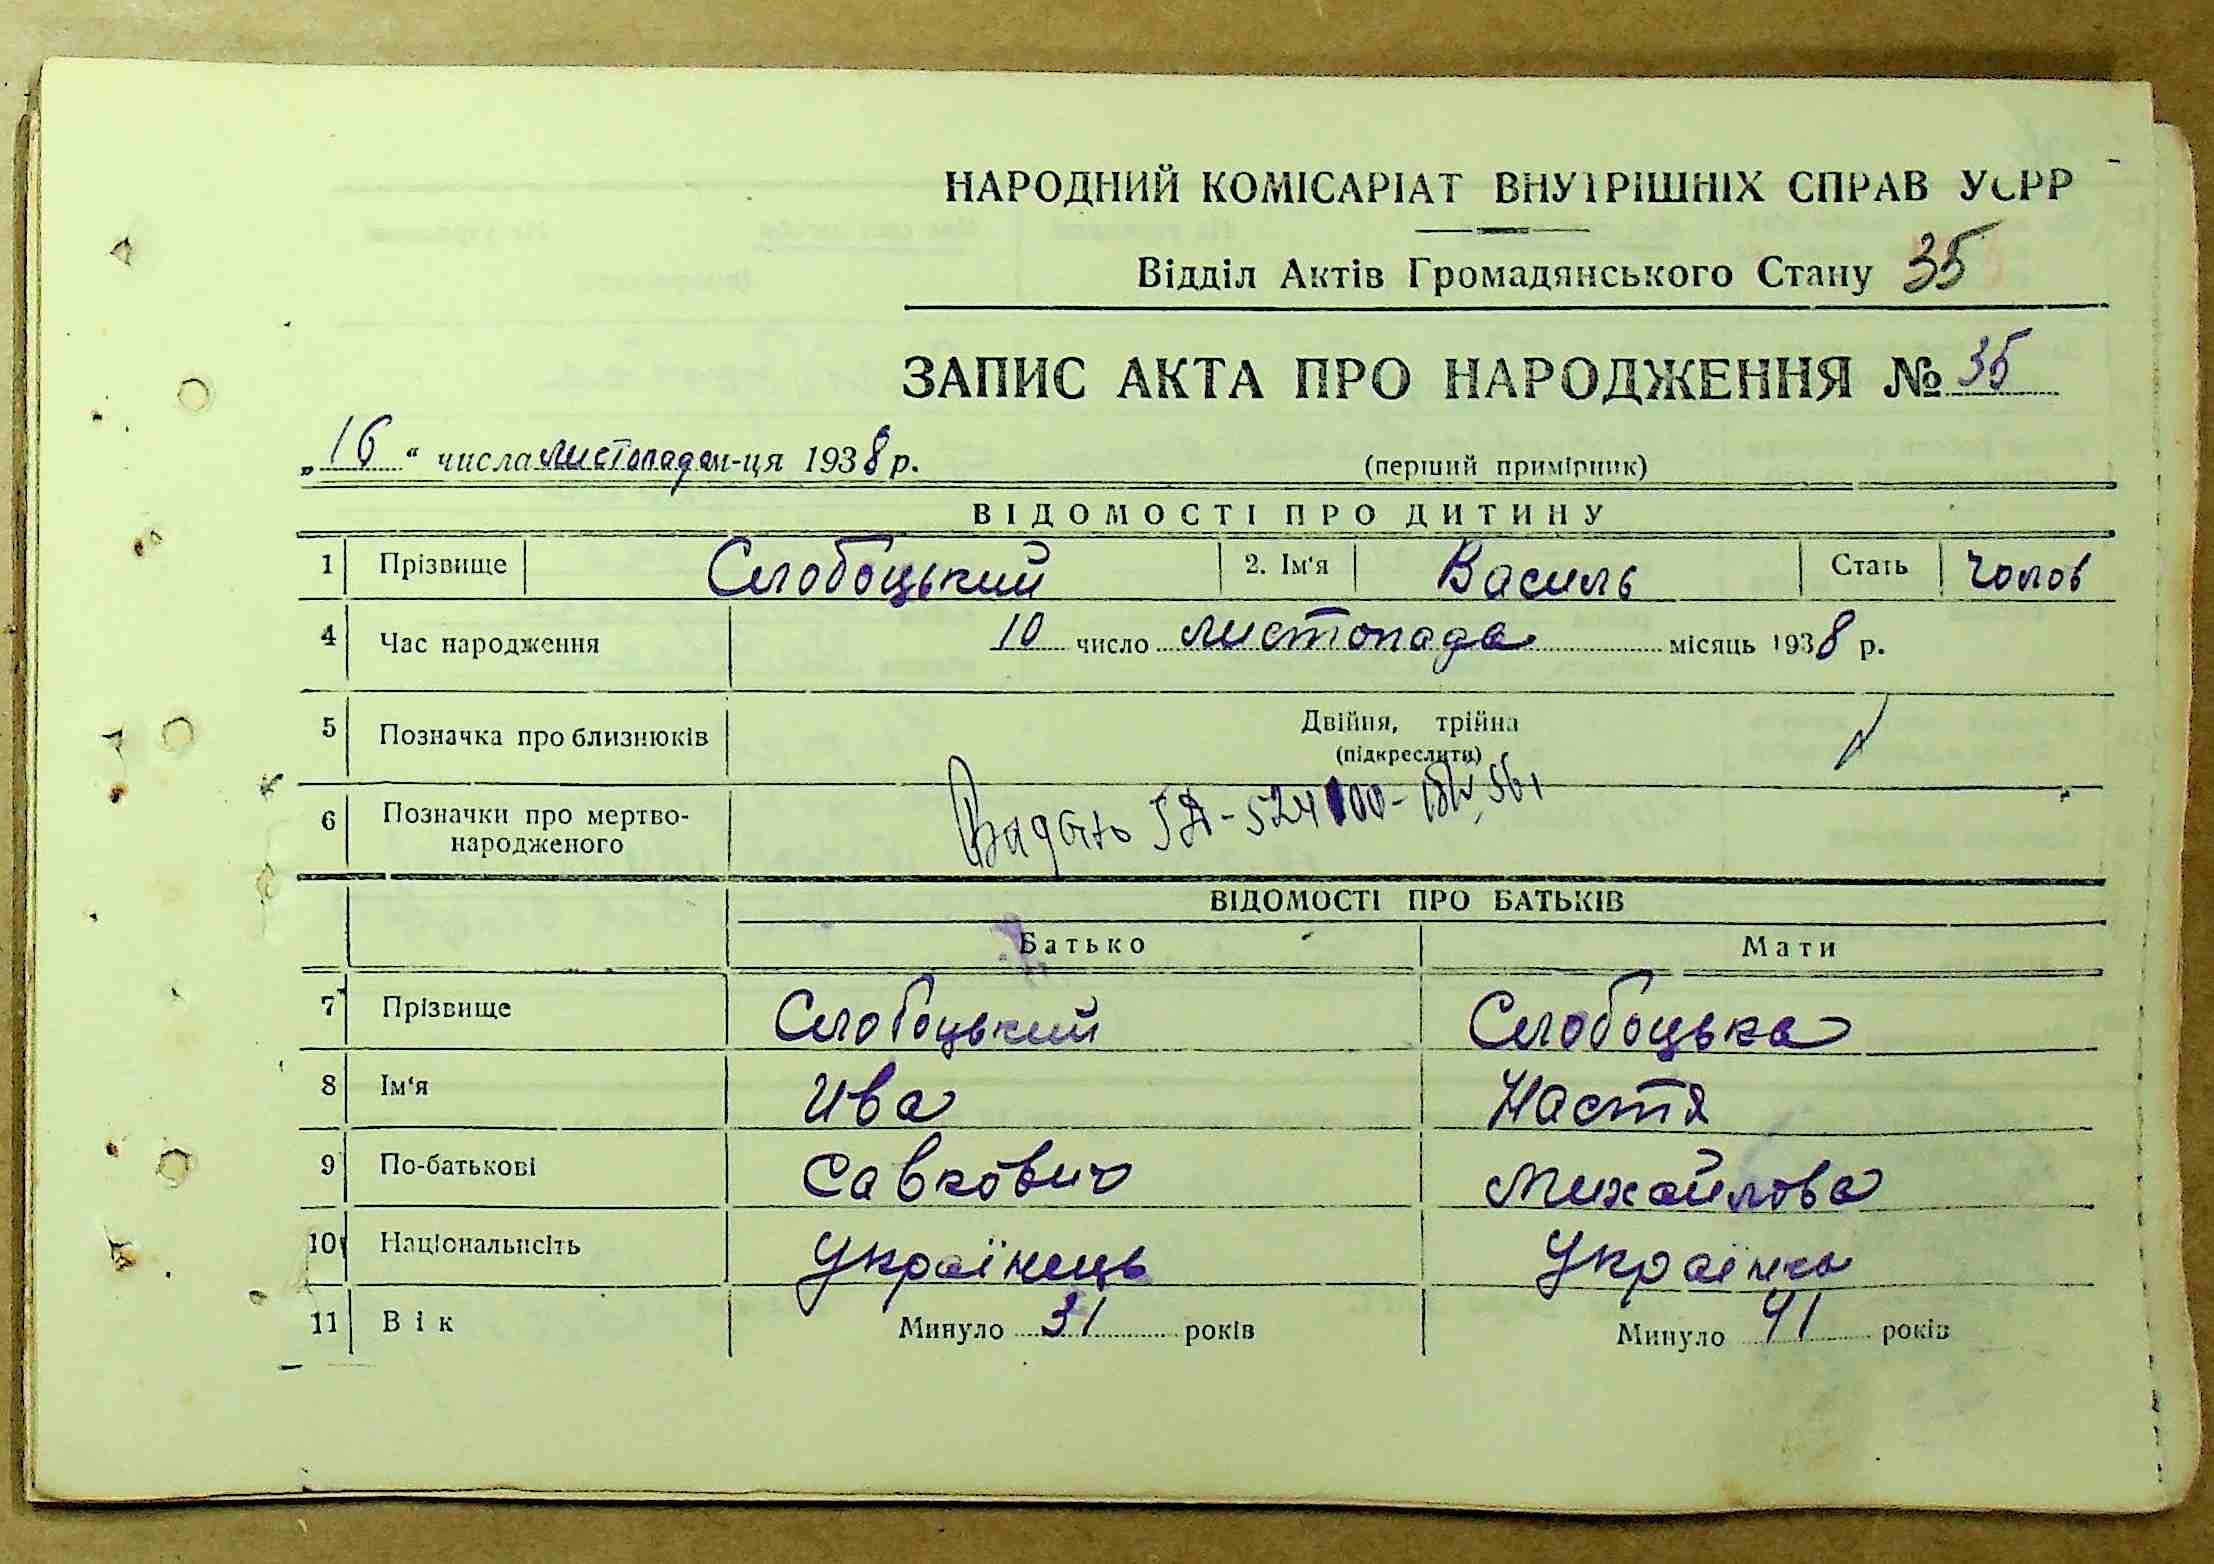 НАРОДНИЙ КОМІСАРІАТ ВНУТРІШНІХ СПРАВ УСРР
Відділ Актів Громадянського Стану 35
ЗАПИС АКТА ПРО НАРОДЖЕННЯ № 35
„16“ числа листопада м-ця 1938 р. (перший примірник)
ВІДОМОСТІ ПРО ДИТИНУ
1 Прізвище Слободський 2. Ім'я Василь Стать чолов
4 Час народження 10 число листопада місяць 1938 р.
5 Позначка про близнюків Двійня, трійна
(підкреслити)
6 Позначки про мертво-
народженого
ВІДОМОСТІ ПРО БАТЬКІВ
Батько Мати
7 Прізвище Слобоцький Слобоцька
8 Ім'я Ива Настя
9 По-батькові Савкович Михайлова
10 Національність Українець Українка
11 Вік Минуло 31 років Минуло 41 років